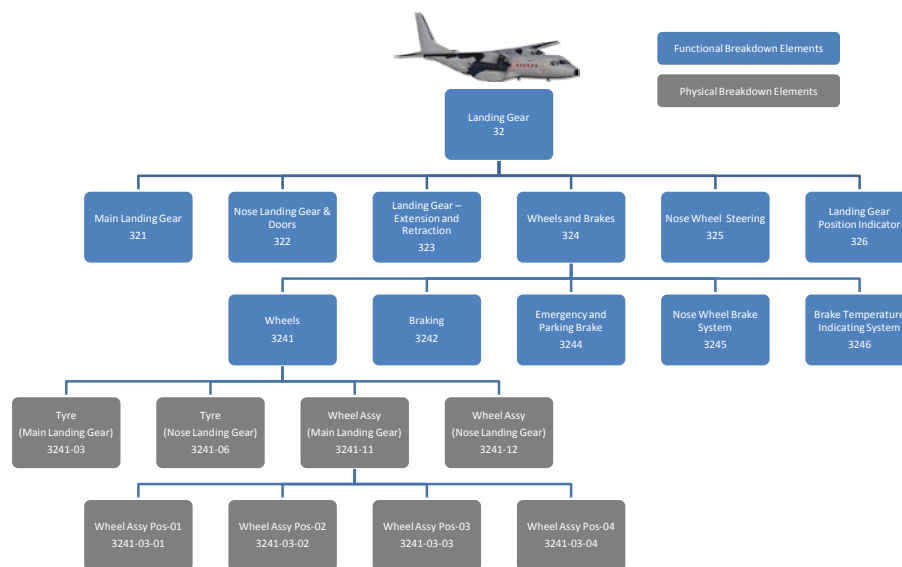 Functional Breakdown Elements
Physical Breakdown Elements
Landing Gear
32
Main Landing Gear
321
Nose Landing Gear &
Doors
322
Landing Gear –
Extension and
Retraction
323
Wheels and Brakes
324
Nose Wheel Steering
325
Landing Gear
Position Indicator
326
Wheels
3241
Braking
3242
Emergency and
Parking Brake
3244
Nose Wheel Brake
System
3245
Brake Temperature
Indicating System
3246
Tyre
(Main Landing Gear)
3241-03
Tyre
(Nose Landing Gear)
3241-06
Wheel Assy
(Main Landing Gear)
3241-11
Wheel Assy
(Nose Landing Gear)
3241-12
Wheel Assy Pos-01
3241-03-01
Wheel Assy Pos-02
3241-03-02
Wheel Assy Pos-03
3241-03-03
Wheel Assy Pos-04
3241-03-04